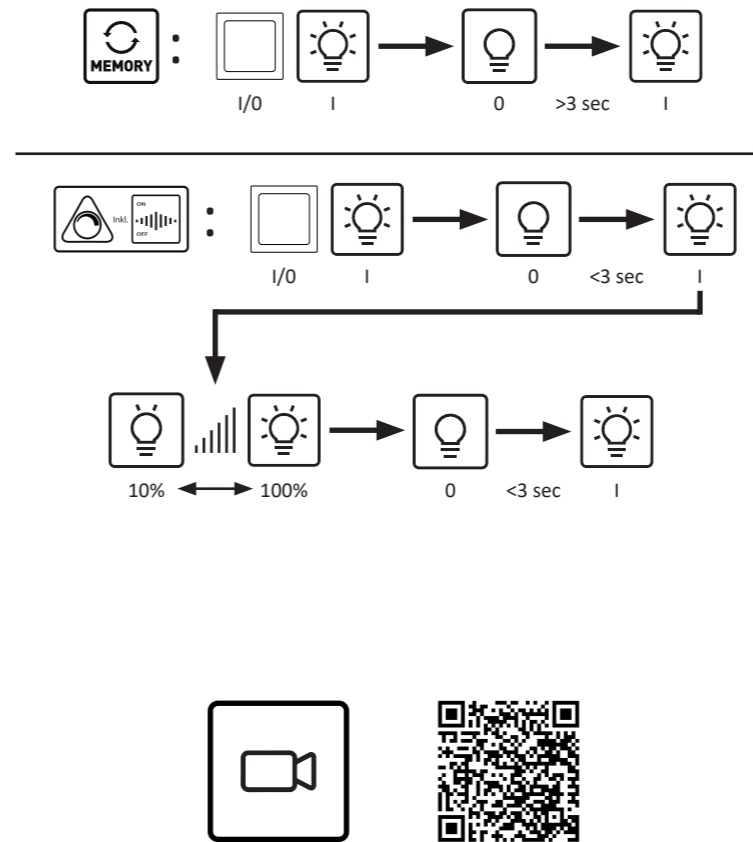 MEMORY :
I/0 I 0 >3 sec I
Inkl. ON OFF :
I/0 I 0 <3 sec I
10% 100% 0 <3 sec I